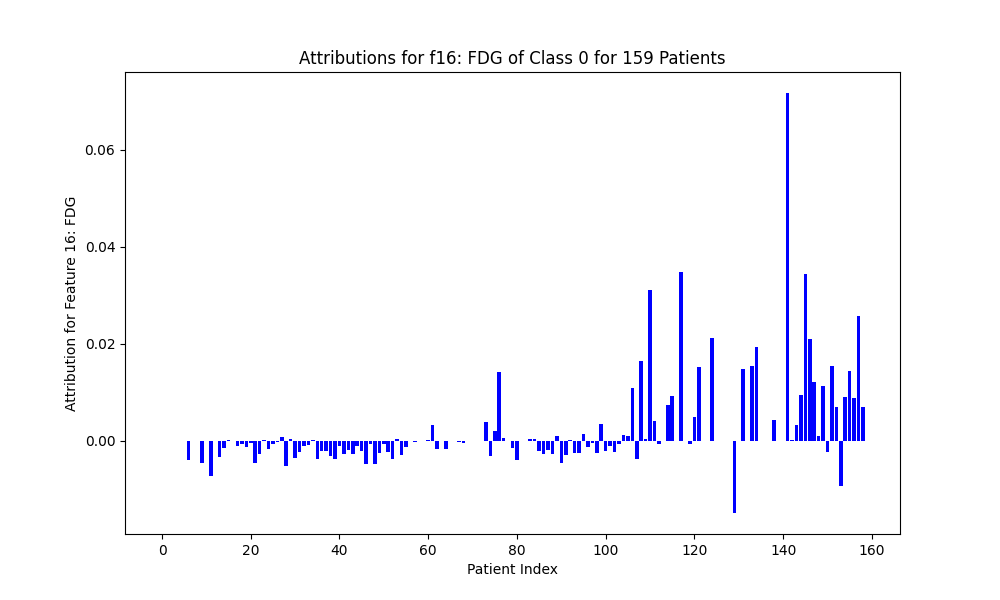 Attributions for f16: FDG of Class 0 for 159 Patients
Attribution for Feature 16: FDG
0.06
0.04
0.02
0.00
0 20 40 60 80 100 120 140 160
Patient Index